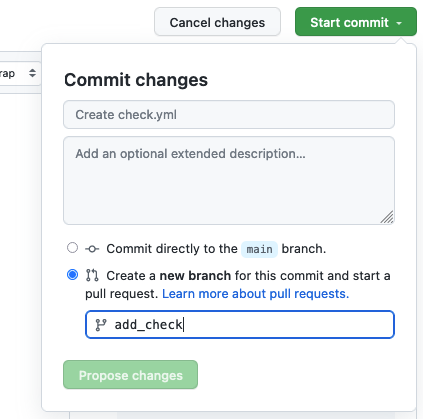 Cancel changes
Start commit
rap
Commit changes
Create check.yml
Add an optional extended description...
Commit directly to the main branch.
Create a new branch for this commit and start a
pull request. Learn more about pull requests.
add_check
Propose changes